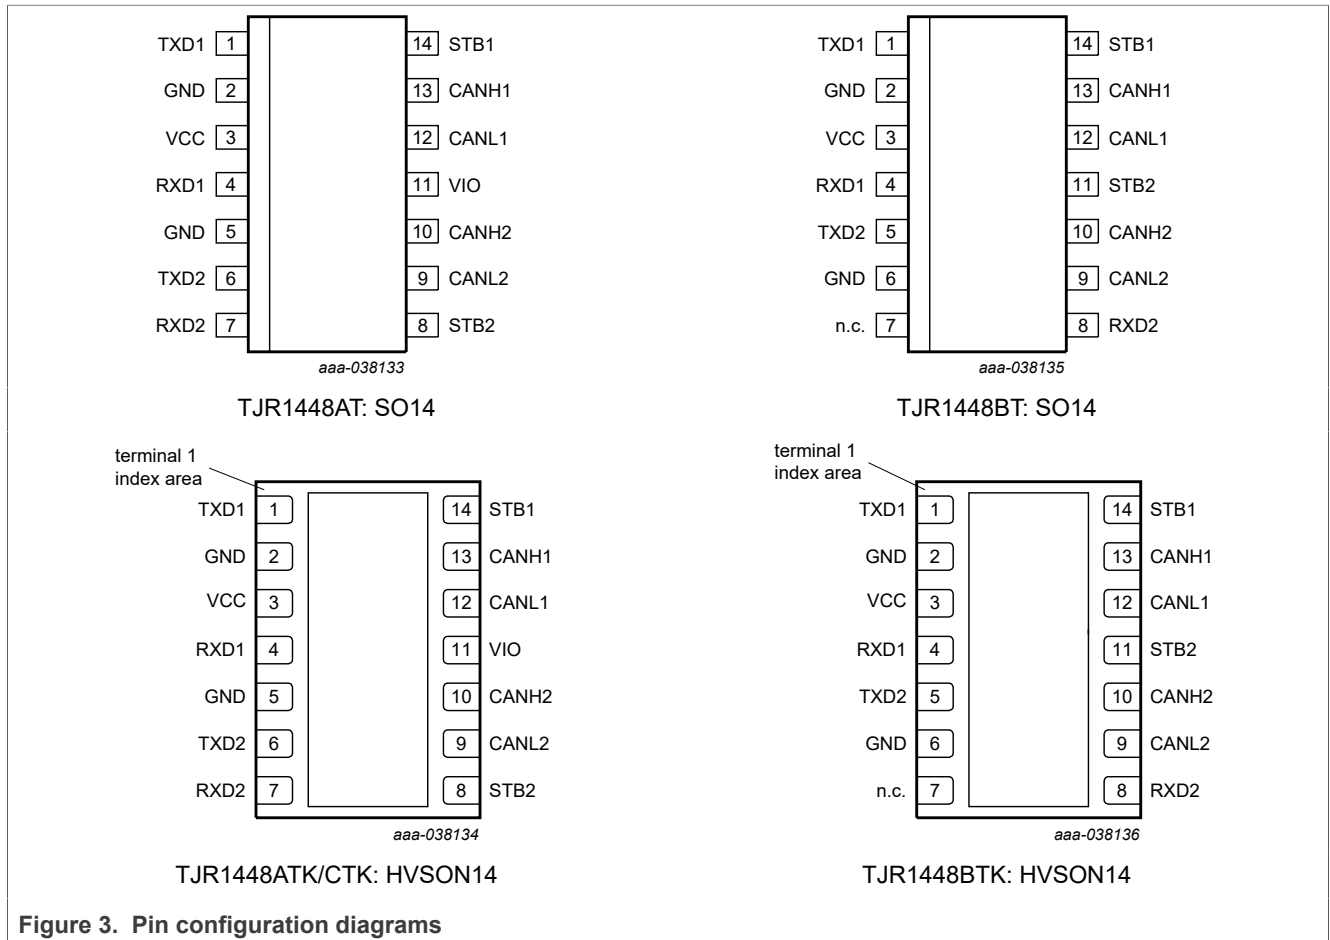 TXD1 1 14 STB1
GND 2 13 CANH1
VCC 3 12 CANL1
RXD1 4 11 VIO
GND 5 10 CANH2
TXD2 6 9 CANL2
RXD2 7 8 STB2
aaa-038133
TJR1448AT: SO14
TXD1 1 14 STB1
GND 2 13 CANH1
VCC 3 12 CANL1
RXD1 4 11 STB2
TXD2 5 10 CANH2
GND 6 9 CANL2
n.c. 7 8 RXD2
aaa-038135
TJR1448BT: SO14
terminal 1
index area
TXD1 1 14 STB1
GND 2 13 CANH1
VCC 3 12 CANL1
RXD1 4 11 VIO
GND 5 10 CANH2
TXD2 6 9 CANL2
RXD2 7 8 STB2
aaa-038134
TJR1448ATK/CTK: HVSON14
terminal 1
index area
TXD1 1 14 STB1
GND 2 13 CANH1
VCC 3 12 CANL1
RXD1 4 11 STB2
TXD2 5 10 CANH2
GND 6 9 CANL2
n.c. 7 8 RXD2
aaa-038136
TJR1448BTK: HVSON14
Figure 3. Pin configuration diagrams